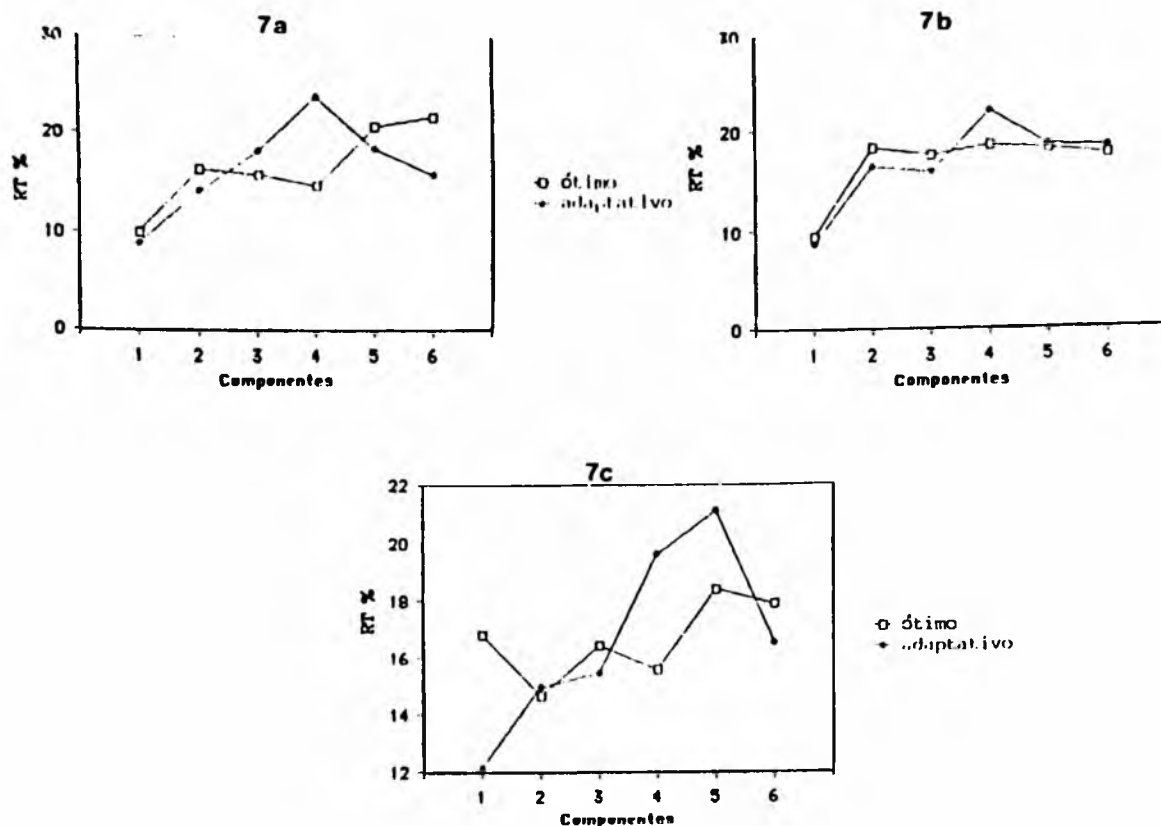 7a
30
20
10
0
RT %
1 2 3 4 5 6
Componentes
ótimo
adaptativo
7b
30
20
10
0
RT %
1 2 3 4 5 6
Componentes
7c
22
20
18
16
14
12
RT %
1 2 3 4 5 6
Componentes
ótimo
adaptativo